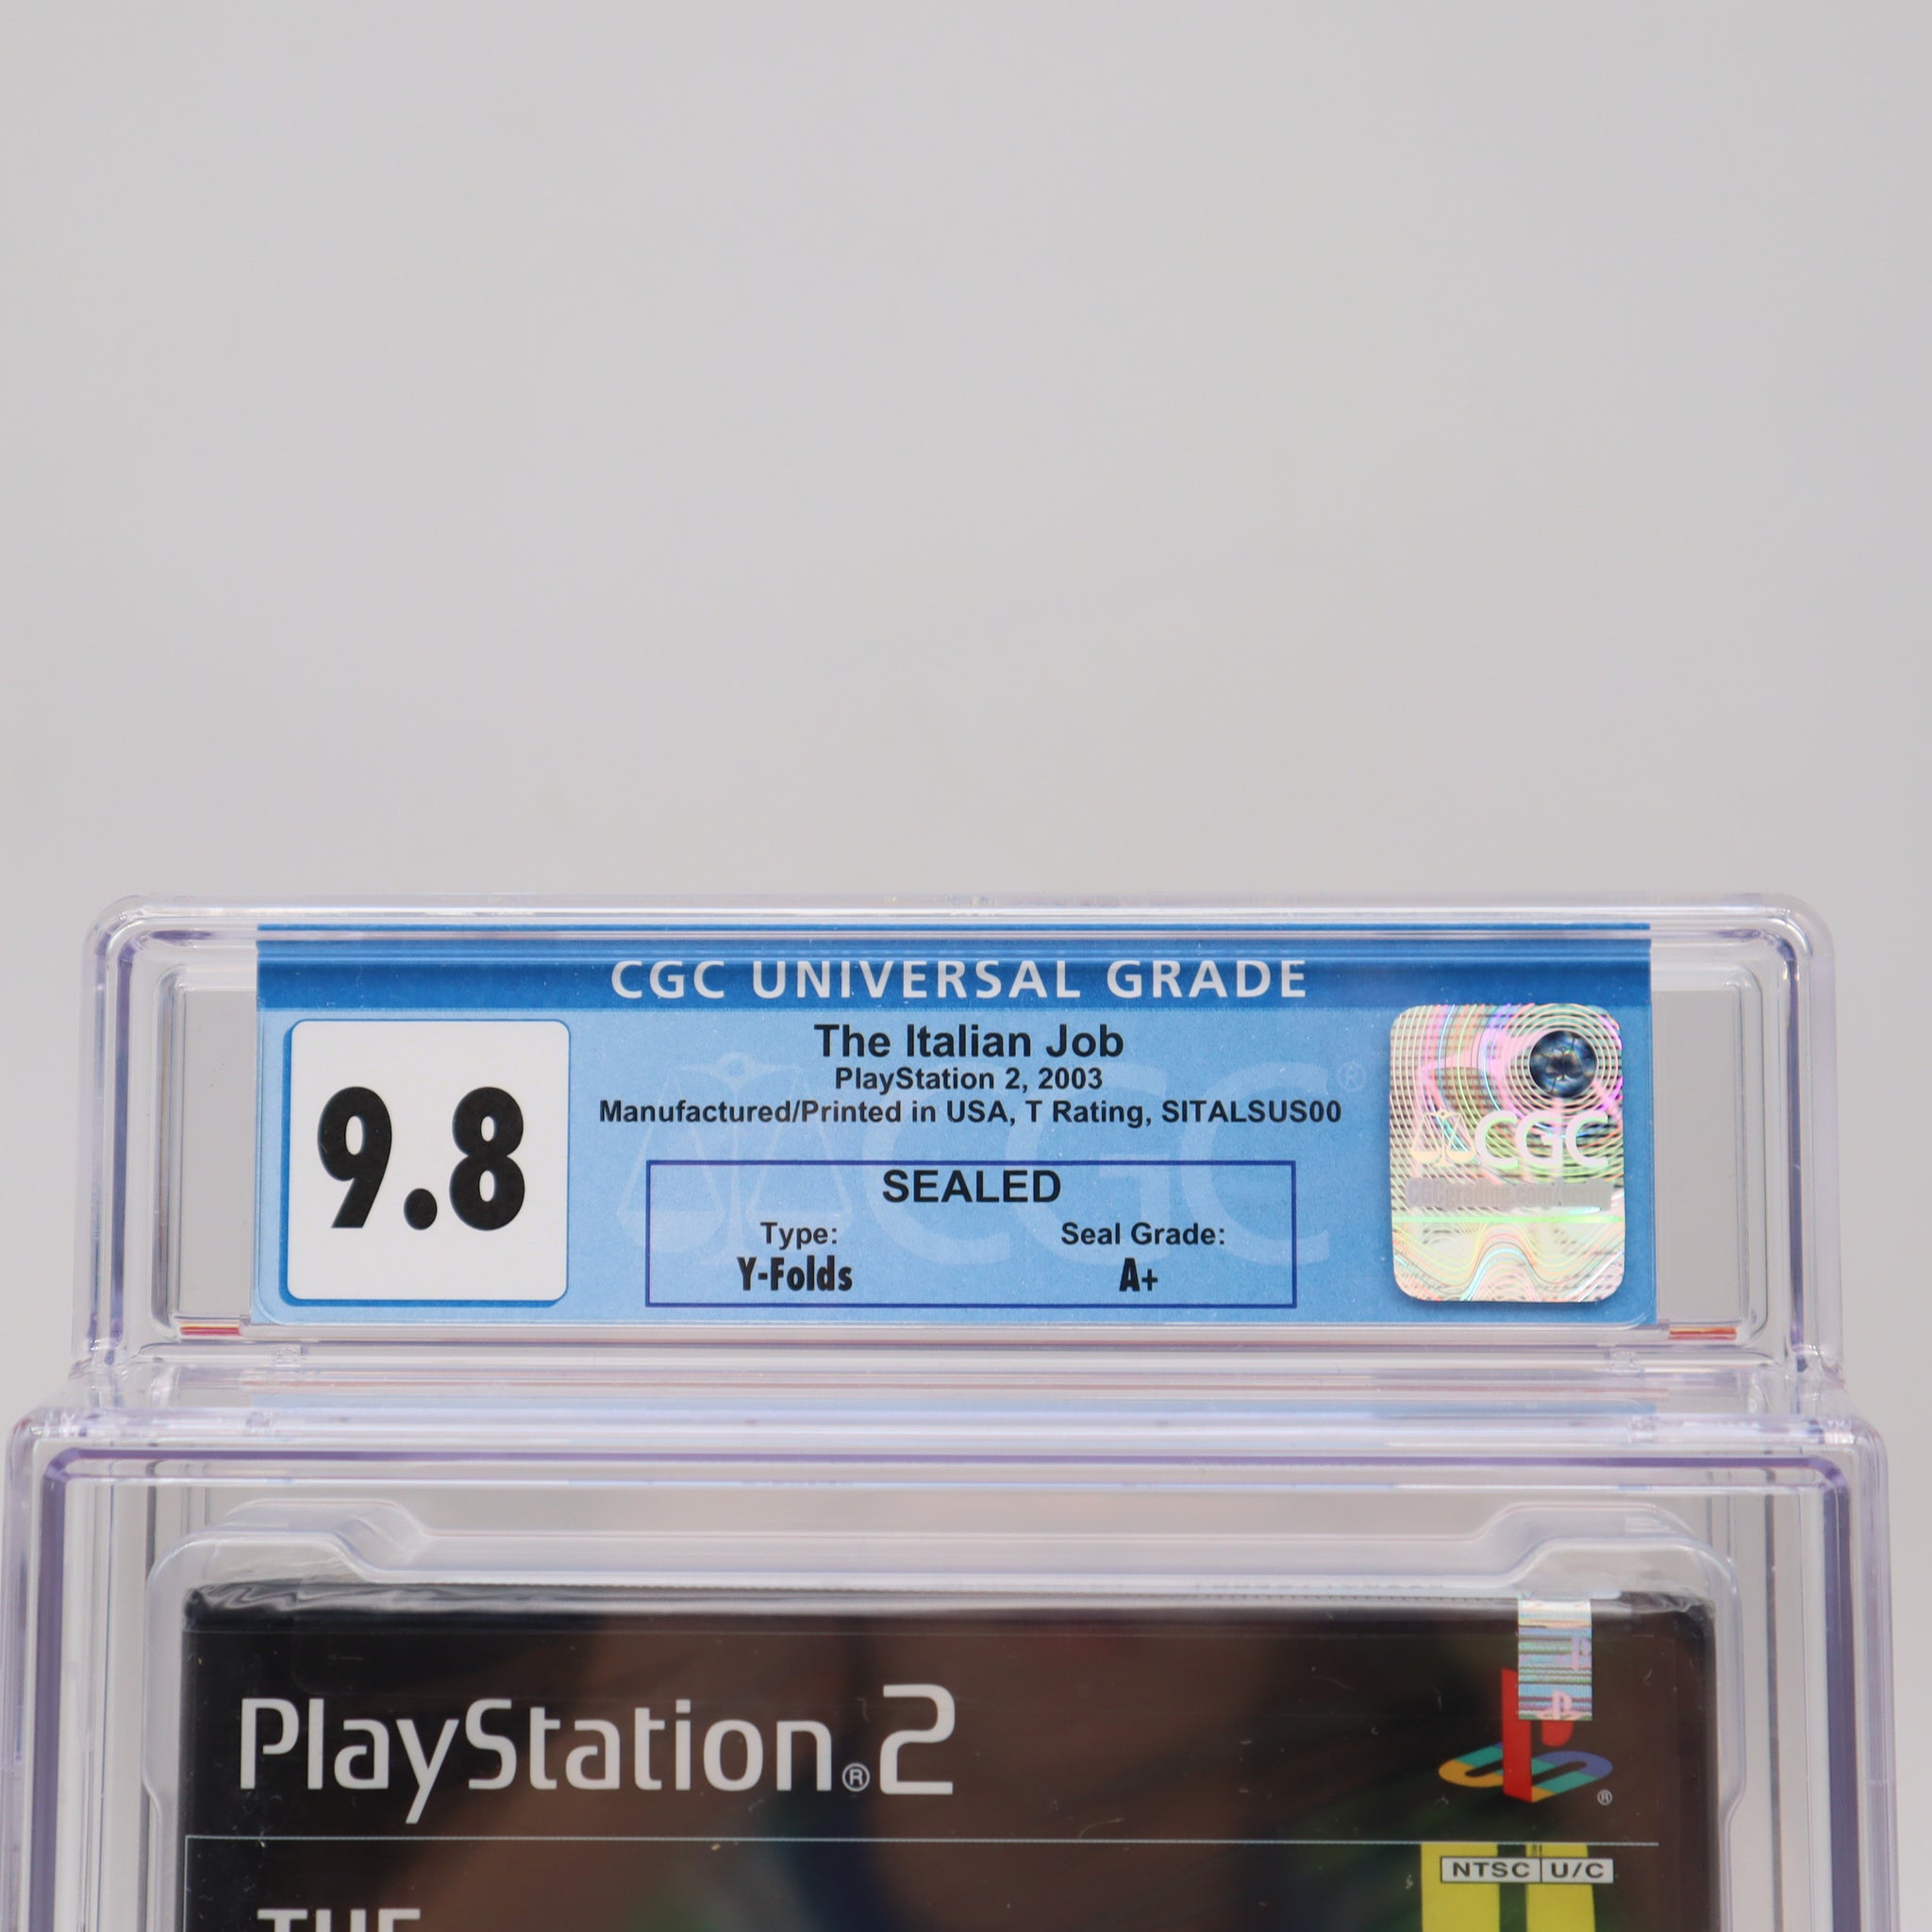 CGC UNIVERSAL GRADE
9.8
The Italian Job
PlayStation 2, 2003
Manufactured/Printed in USA, T Rating, SITALSUS00
SEALED
Type: Seal Grade:
Y-Folds A+
CGC
PlayStation®2
NTSC U/C
THE